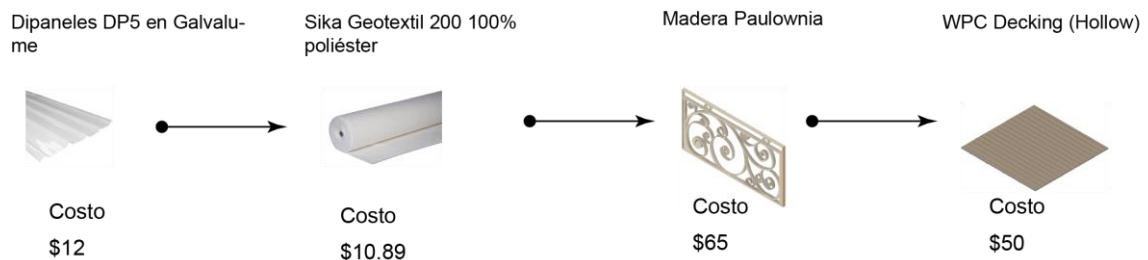 Dipaneles DP5 en Galvalu-
me
Sika Geotextil 200 100%
poliéster
Madera Paulownia
WPC Decking (Hollow)
Costo
$12
Costo
$10.89
Costo
$65
Costo
$50